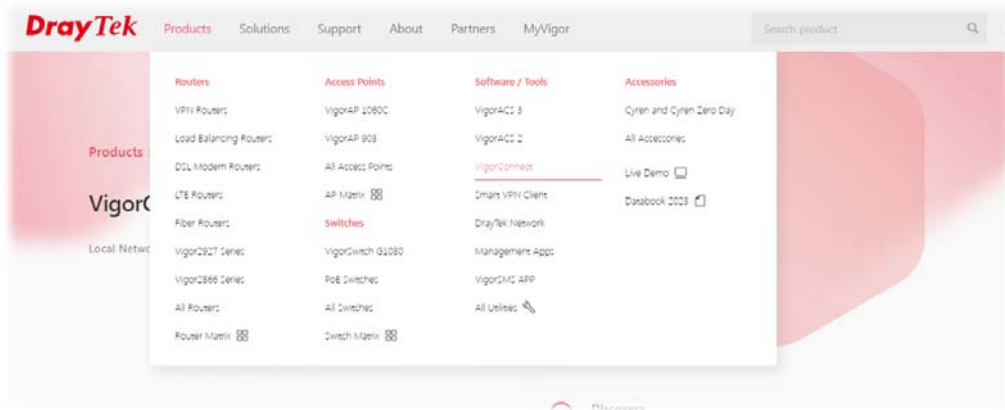 DrayTek
Products Solutions Support About Partners MyVigor
Search product
Products
Vigor
Local Netwo
Routers
VPN Routers
Load Balancing Routers
DSL Modem Routers
LTE Routers
Fiber Routers
Vigor2927 Series
Vigor2866 Series
All Routers
Router Matrix
Access Points
VigorAP 1060C
VigorAP 903
All Access Points
AP Matrix
Switches
VigorSwitch G1080
PoE Switches
All Switches
Switch Matrix
Software / Tools
VigorACS 3
VigorACS 2
VigorConnect
Smart VPN Client
DrayTek Network
Management Apps
VigorSMS APP
All Utilities
Accessories
Cyren and Cyren Zero Day
All Accessories
Live Demo
Databook 2023
Discovery